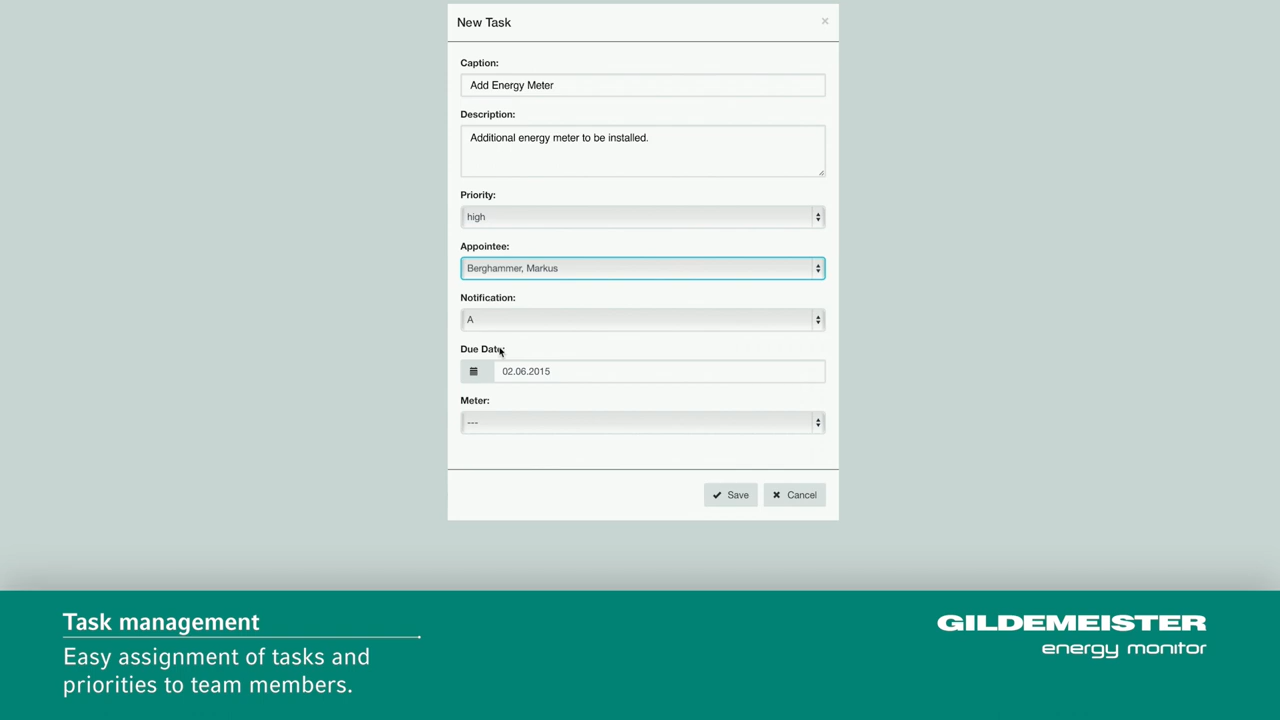 New Task
×
Caption:
Add Energy Meter
Description:
Additional energy meter to be installed.
Priority:
high
Appointee:
Berghammer, Markus
Notification:
A
Due Date:
02.06.2015
Meter:
---
Save
Cancel
Task management
Easy assignment of tasks and
priorities to team members.
GILDEMEISTER
energy monitor